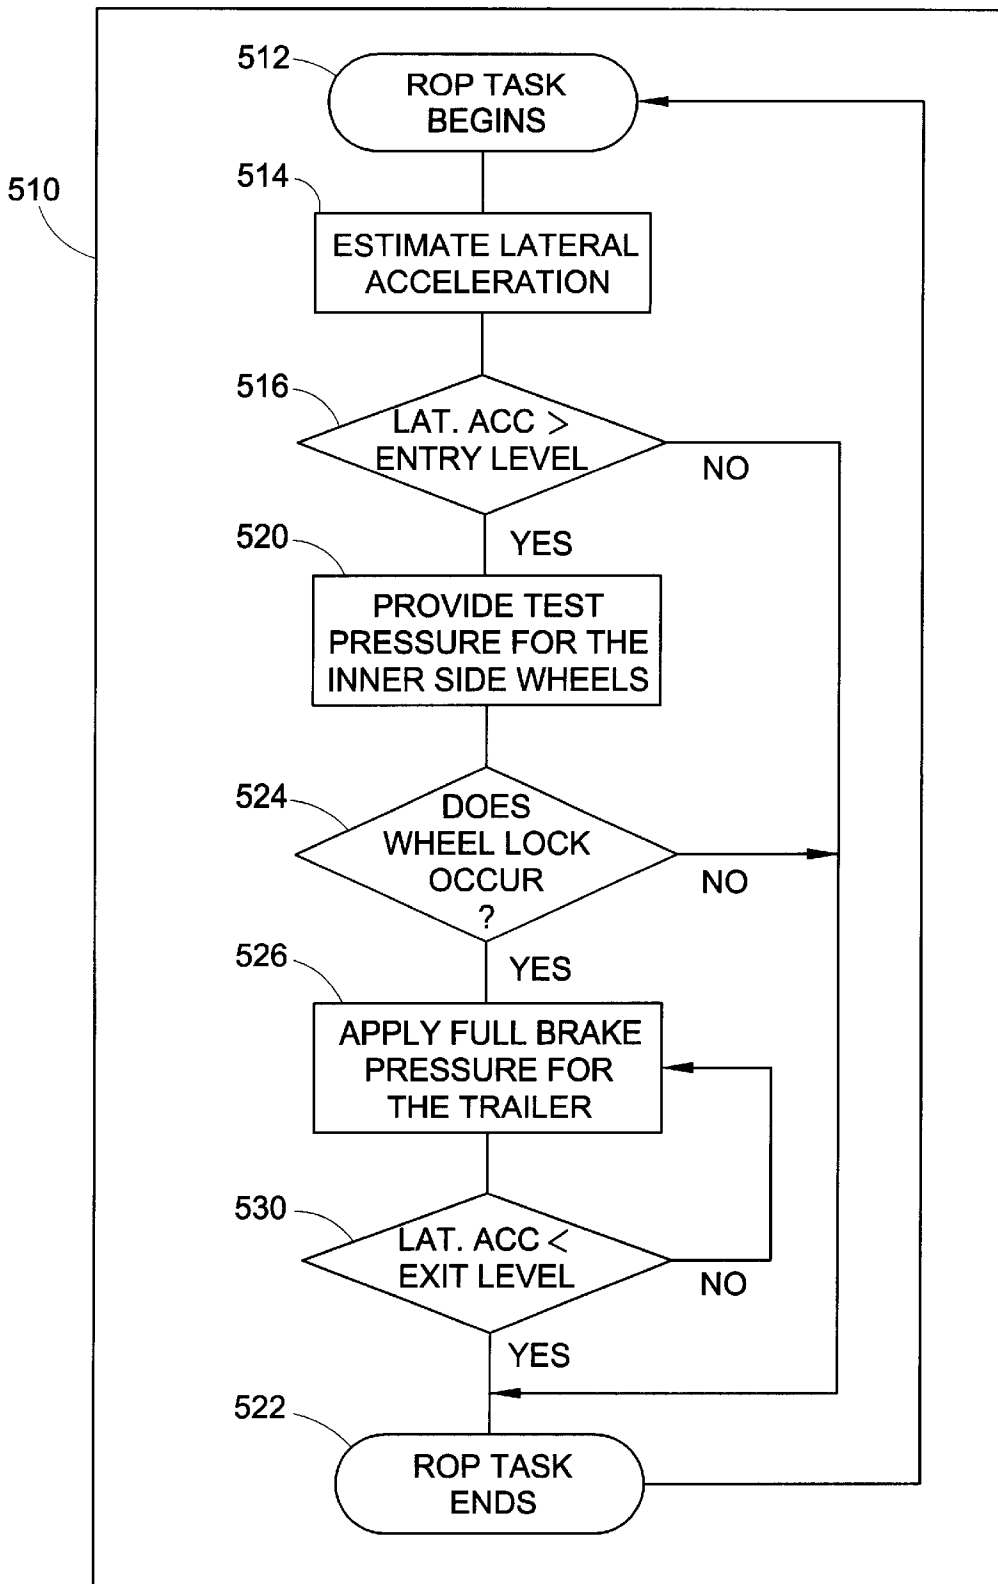 512
ROP TASK
BEGINS
514
510
ESTIMATE LATERAL
ACCELERATION
516
LAT. ACC >
ENTRY LEVEL
NO
YES
520
PROVIDE TEST
PRESSURE FOR THE
INNER SIDE WHEELS
524
DOES
WHEEL LOCK
OCCUR
?
NO
YES
526
APPLY FULL BRAKE
PRESSURE FOR
THE TRAILER
530
LAT. ACC <
EXIT LEVEL
NO
YES
522
ROP TASK
ENDS